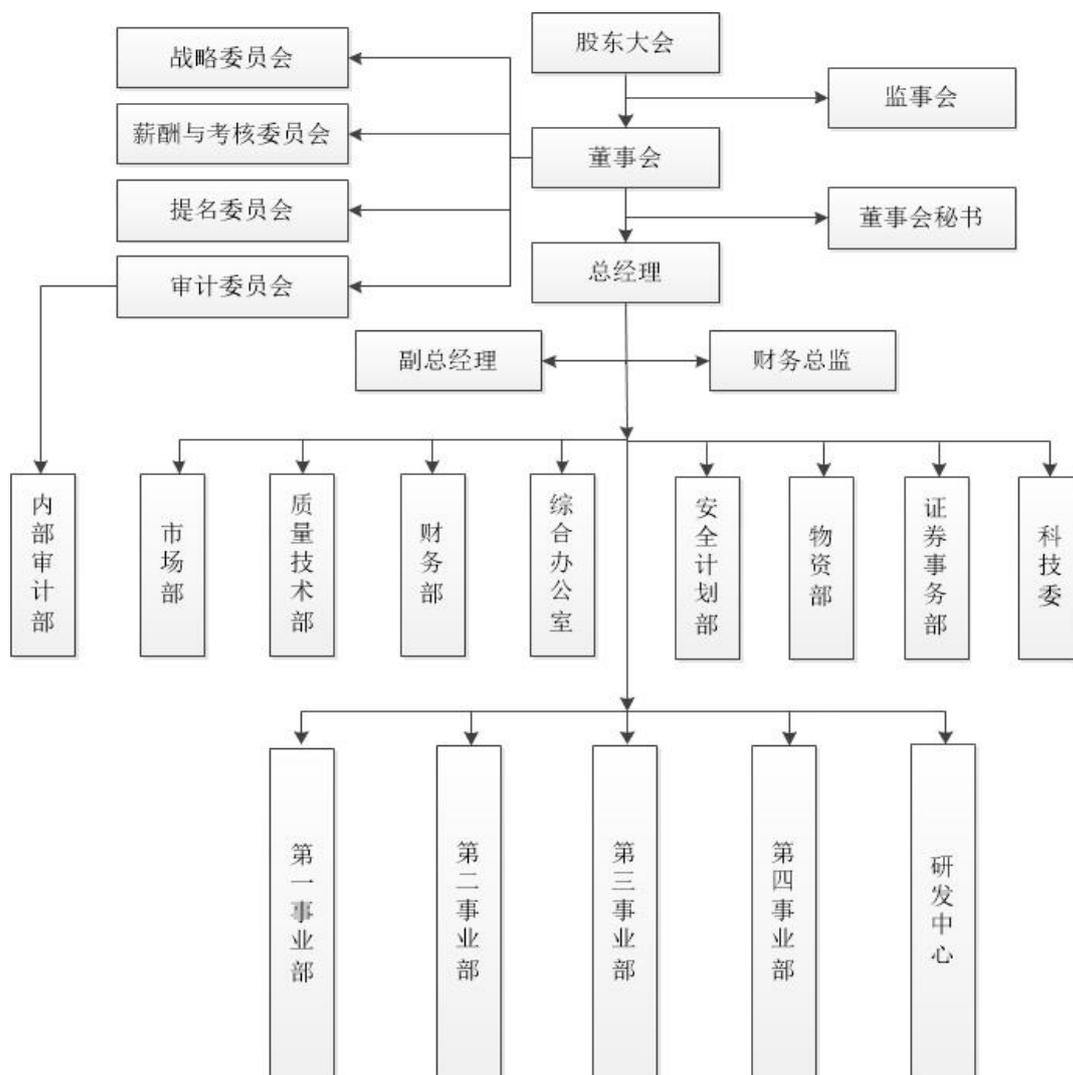 股东大会
战略委员会
监事会
薪酬与考核委员会
董事会
提名委员会
董事会秘书
总经理
审计委员会
副总经理
财务总监
内部审计部
市场部
质量技术部
财务部
综合办公室
安全计划部
物资部
证券事务部
科技委
第一事业部
第二事业部
第三事业部
第四事业部
研发中心